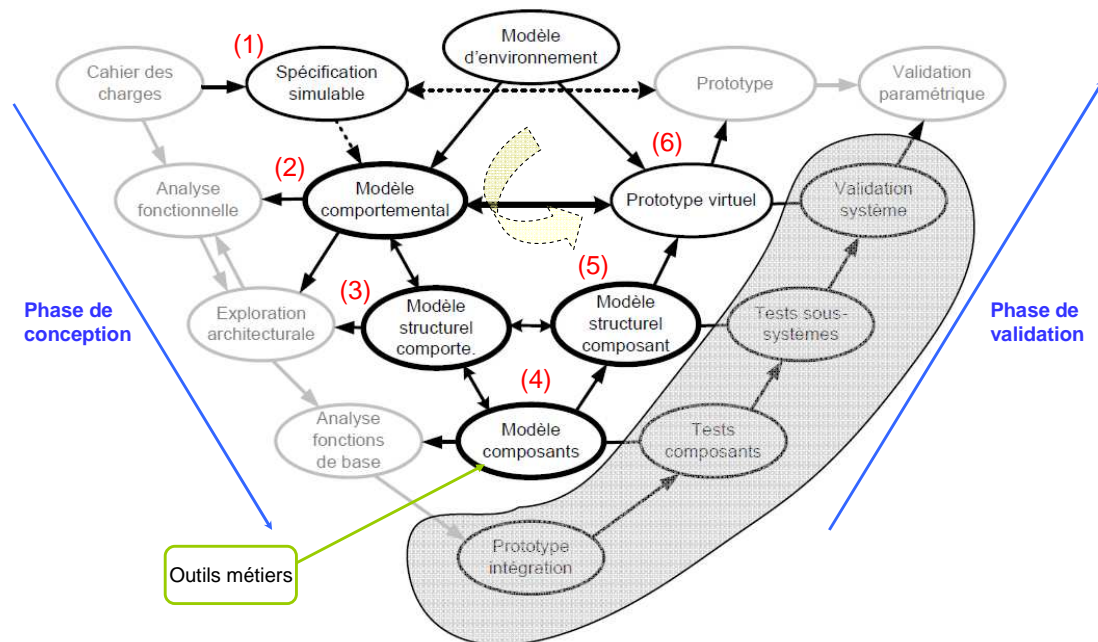 (1)
Modèle
d'environnement
Cahier des
charges
Spécification
simulable
Prototype
Validation
paramétrique
(2)
(6)
Analyse
fonctionnelle
Modèle
comportemental
Prototype virtuel
Validation
système
(3)
(5)
Phase de
conception
Exploration
architecturale
Modèle
structurel
comporte.
Modèle
structurel
composant
Tests sous-
systèmes
Phase de
validation
(4)
Analyse
fonctions
de base
Modèle
composants
Tests
composants
Outils métiers
Prototype
intégration